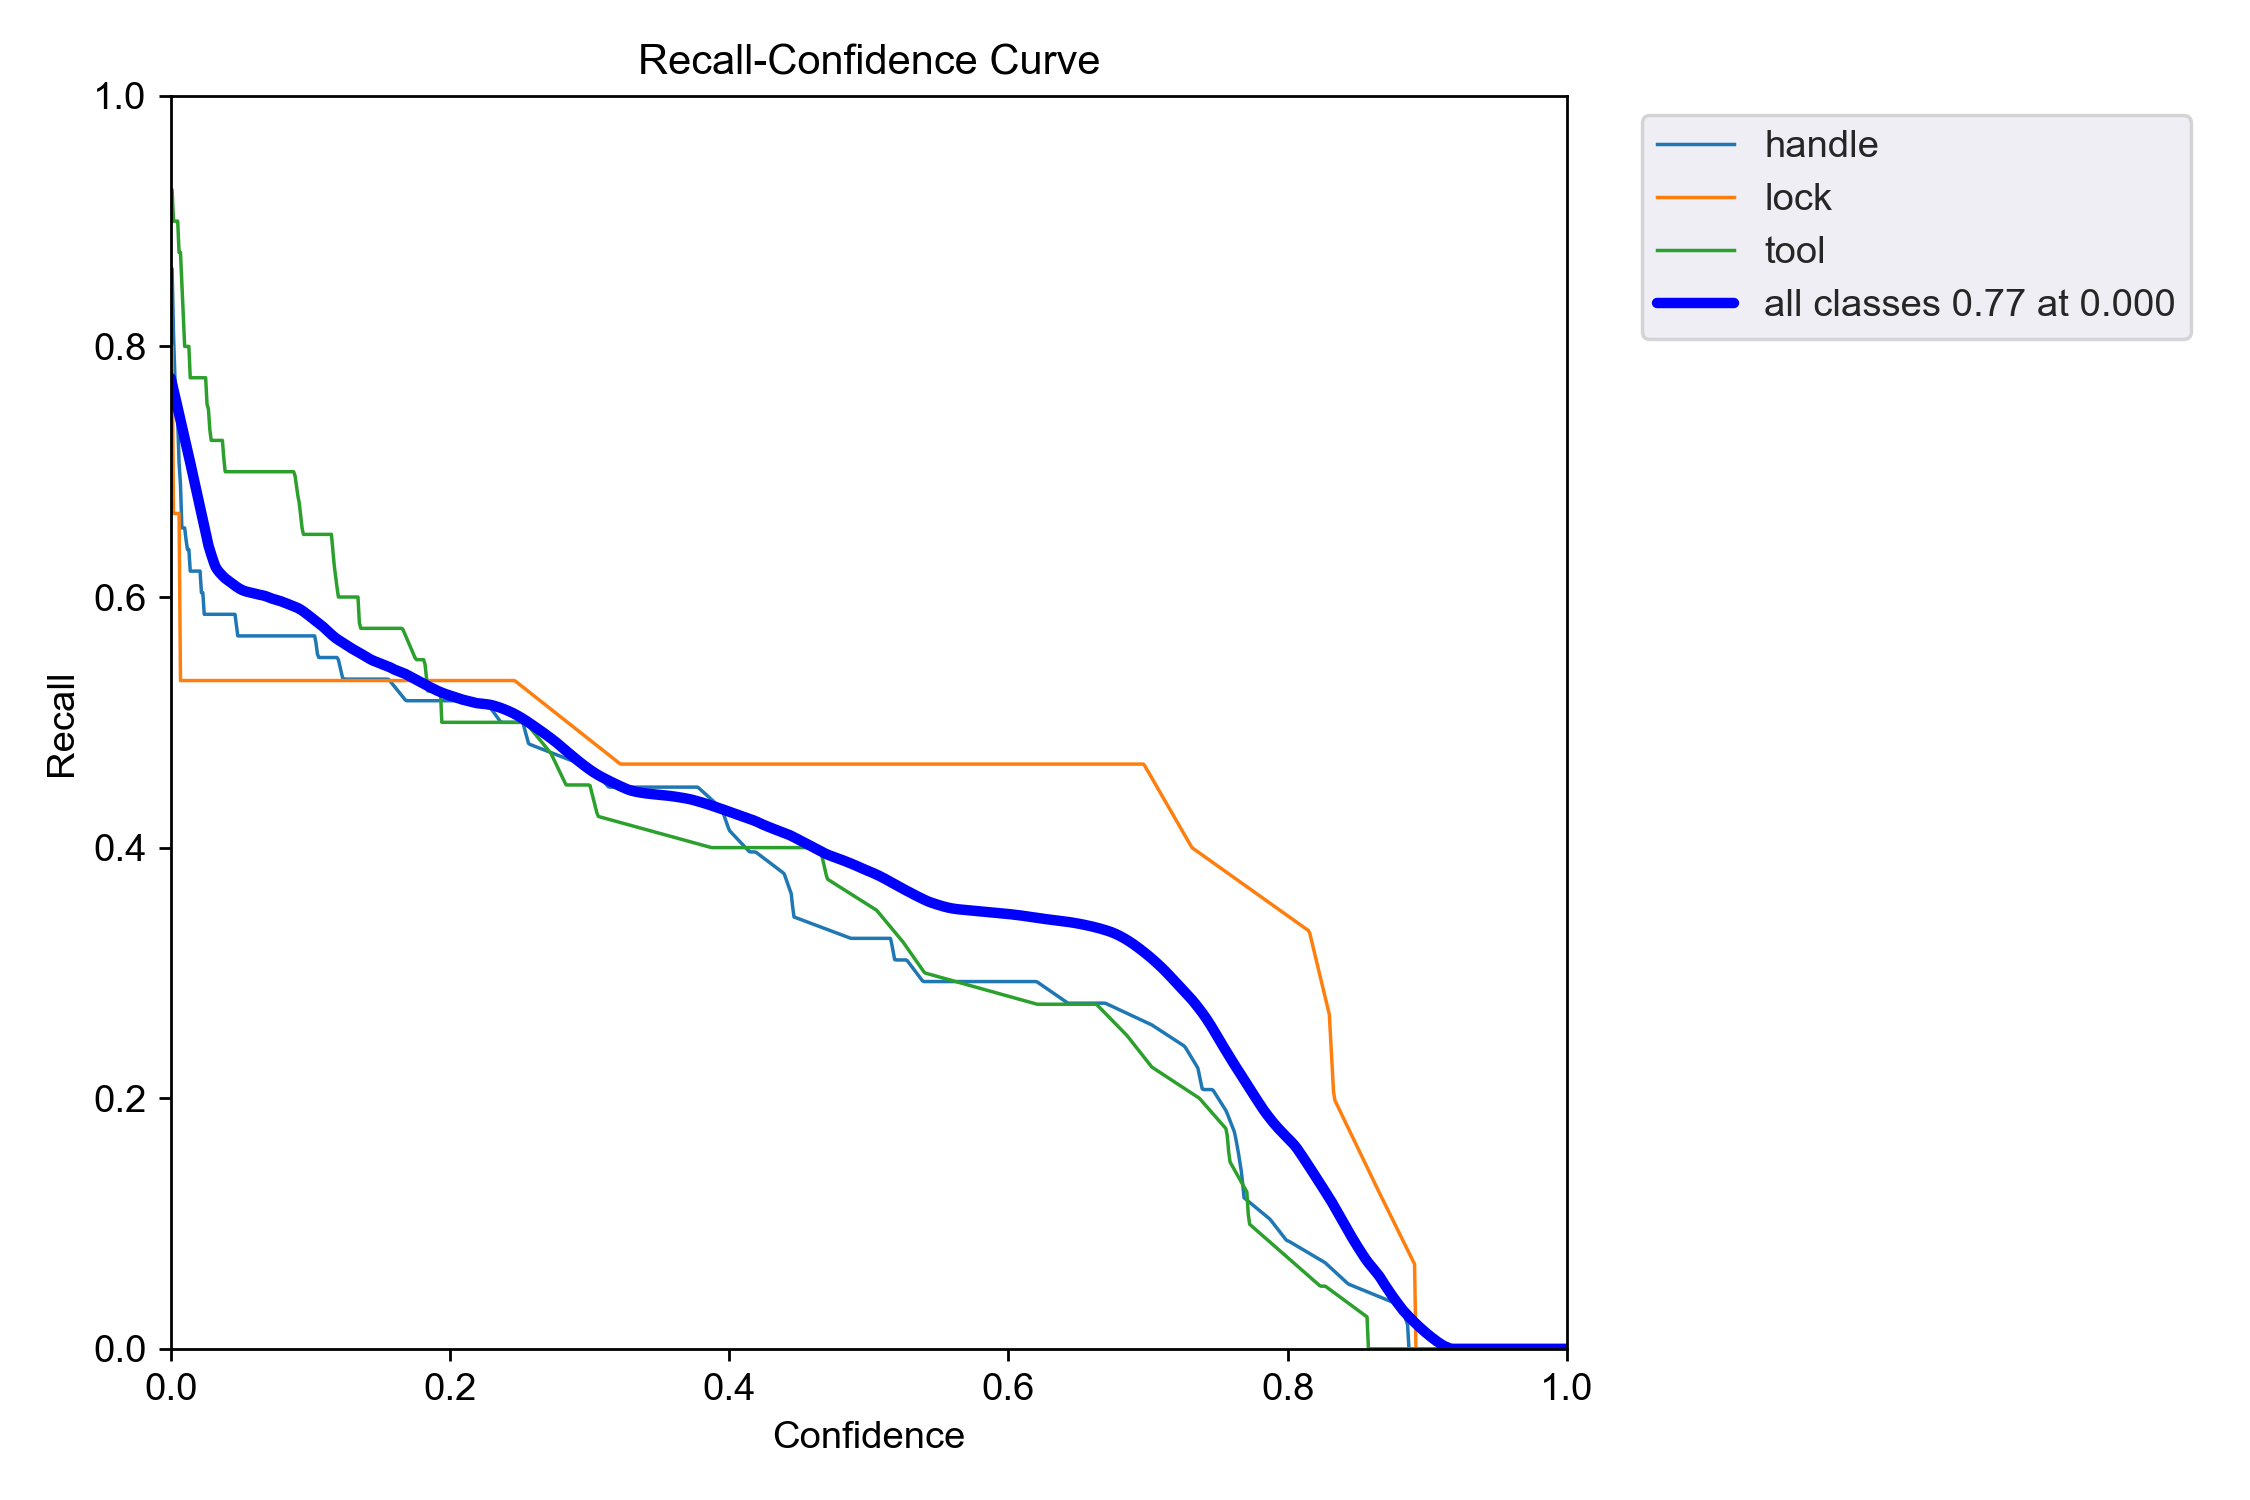 Recall-Confidence Curve
1.0
0.8
0.6
0.4
0.2
0.0
Recall
0.0 0.2 0.4 0.6 0.8 1.0
Confidence
handle
lock
tool
all classes 0.77 at 0.000